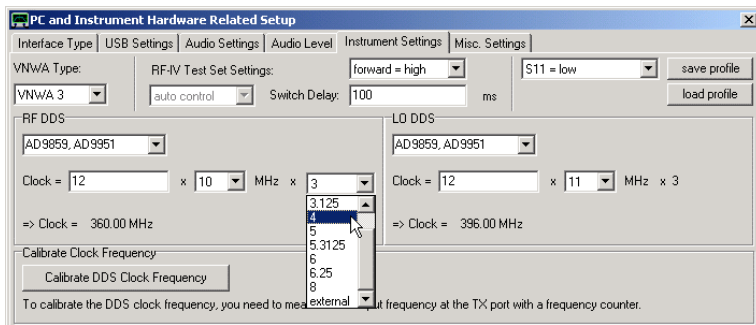 PC and Instrument Hardware Related Setup
Interface Type USB Settings Audio Settings Audio Level Instrument Settings Misc. Settings
VNWA Type: RF-IV Test Set Settings: forward = high S11 = low save profile
VNWA 3 auto control Switch Delay: 100 ms load profile
RF DDS LO DDS
AD9859, AD9951 AD9859, AD9951
Clock = 12 x 10 MHz x 3 Clock = 12 x 11 MHz x 3
3.125
4
=> Clock = 360.00 MHz => Clock = 396.00 MHz
5
5.3125
Calibrate Clock Frequency
6
6.25
Calibrate DDS Clock Frequency
8
external
To calibrate the DDS clock frequency, you need to mea ut frequency at the TX port with a frequency counter.